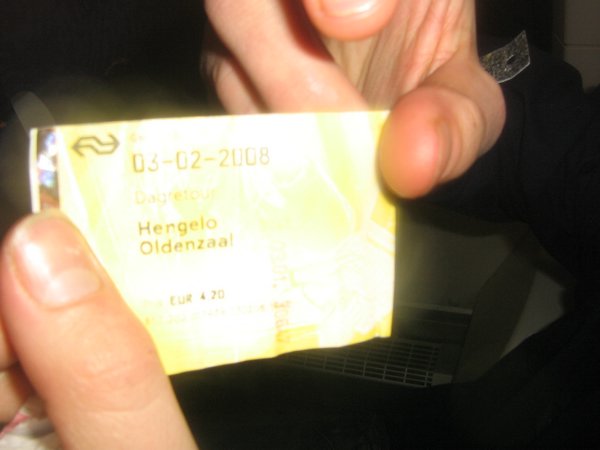 03-02-2008
Dagretour
Hengelo
Oldenzaal
EUR 4.20